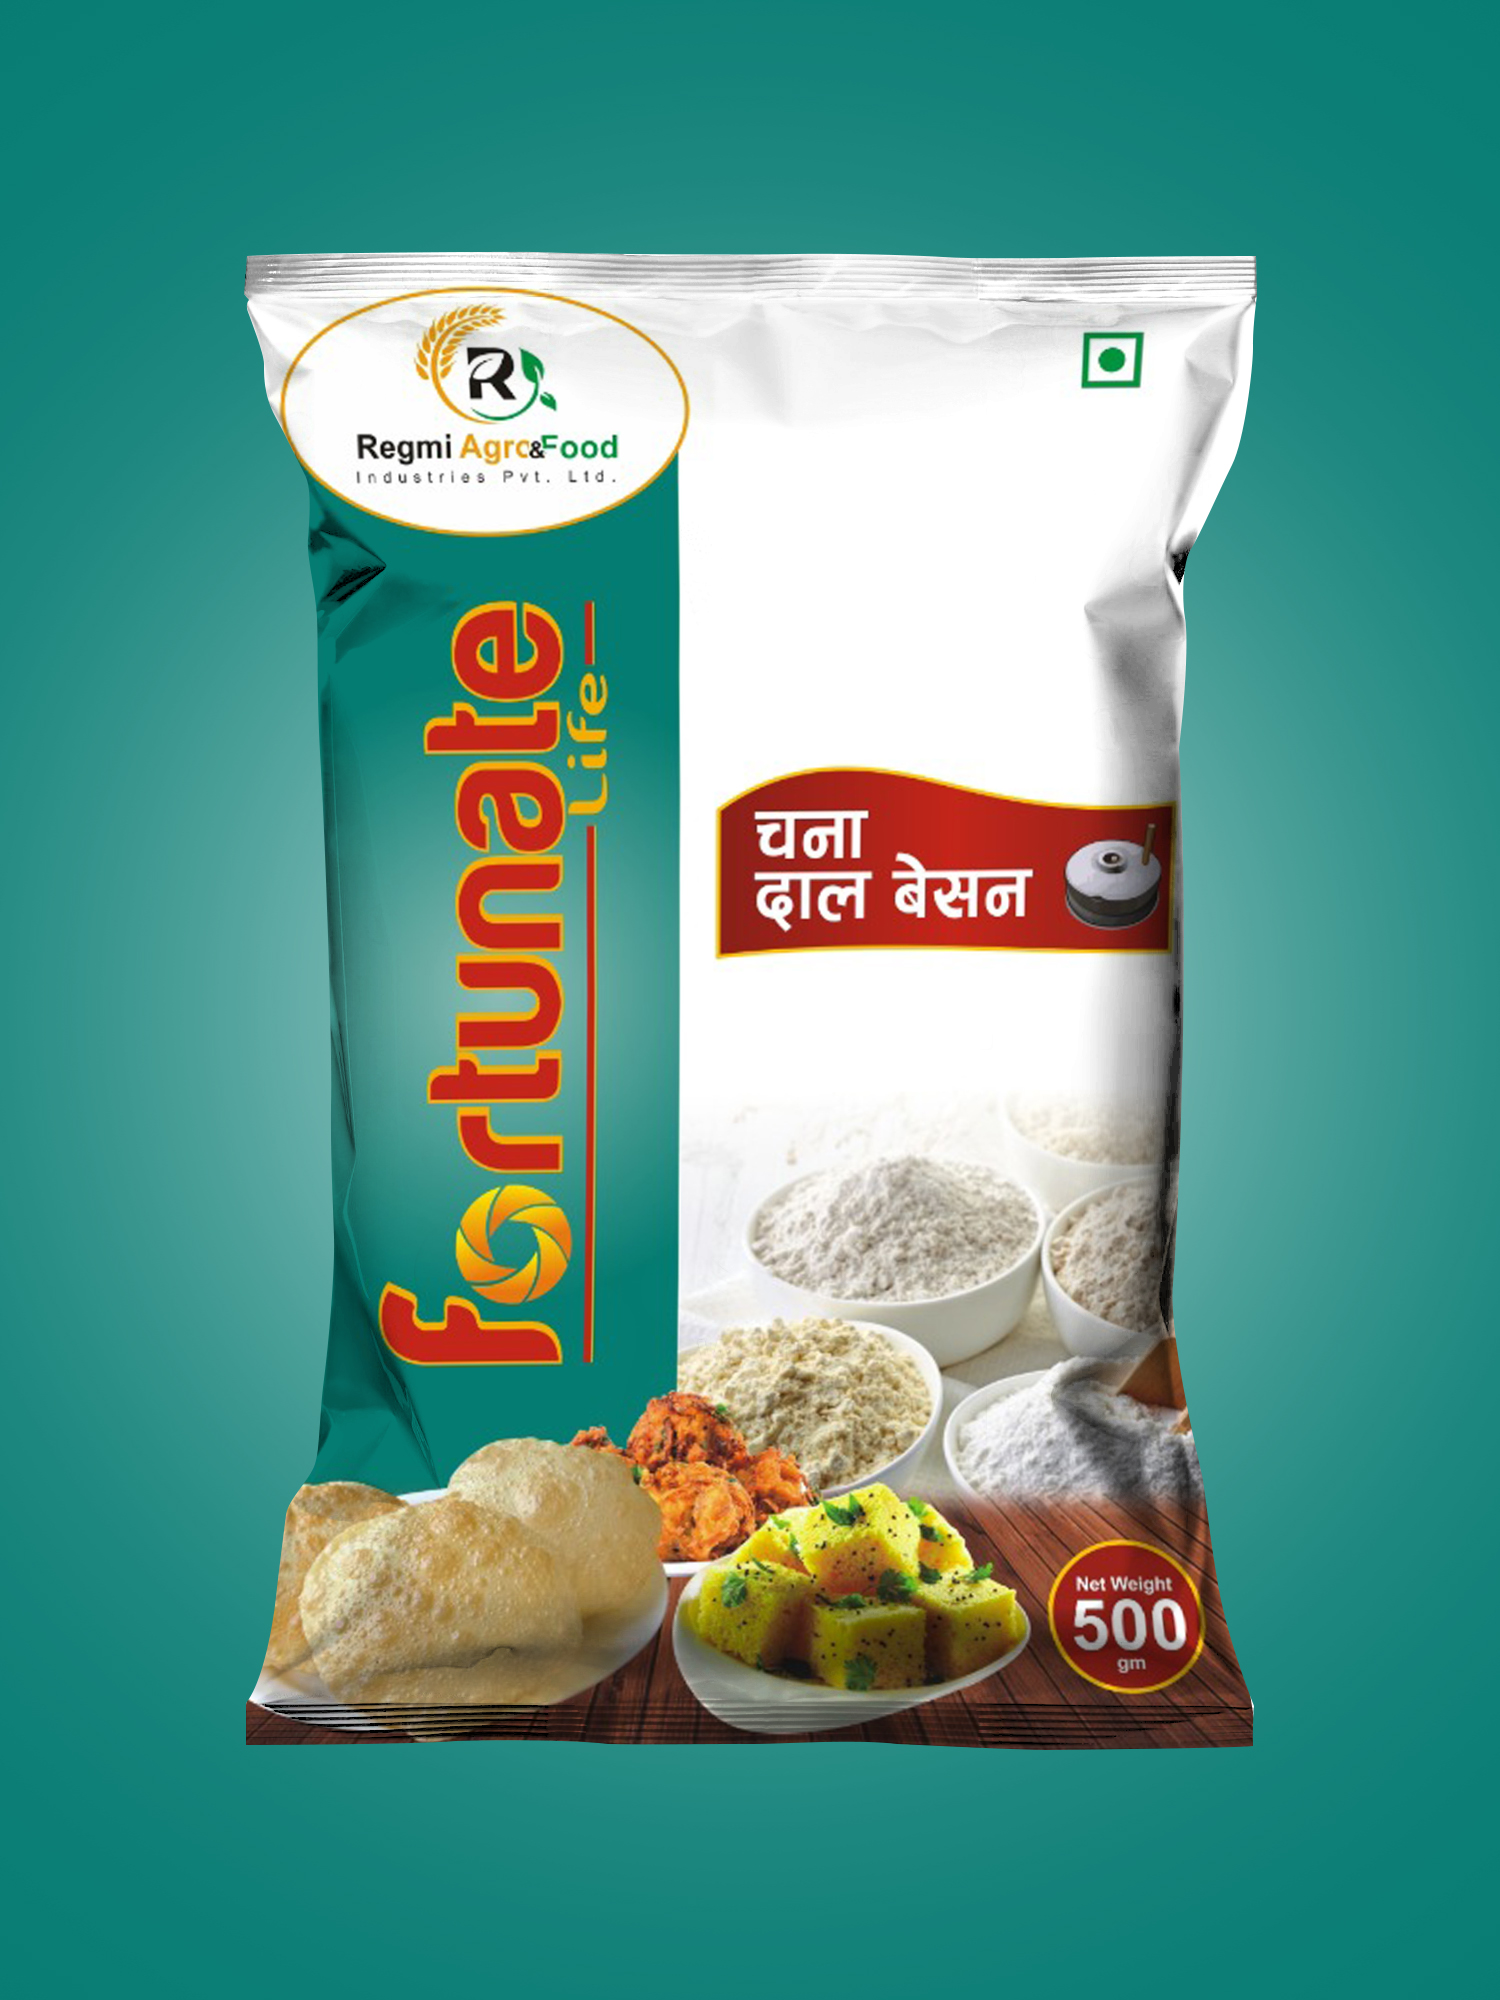 R
Regmi Agro&Food
Industries Pvt. Ltd.
fortunate
Life
चना
दाल बेसन
Net Weight
500
gm